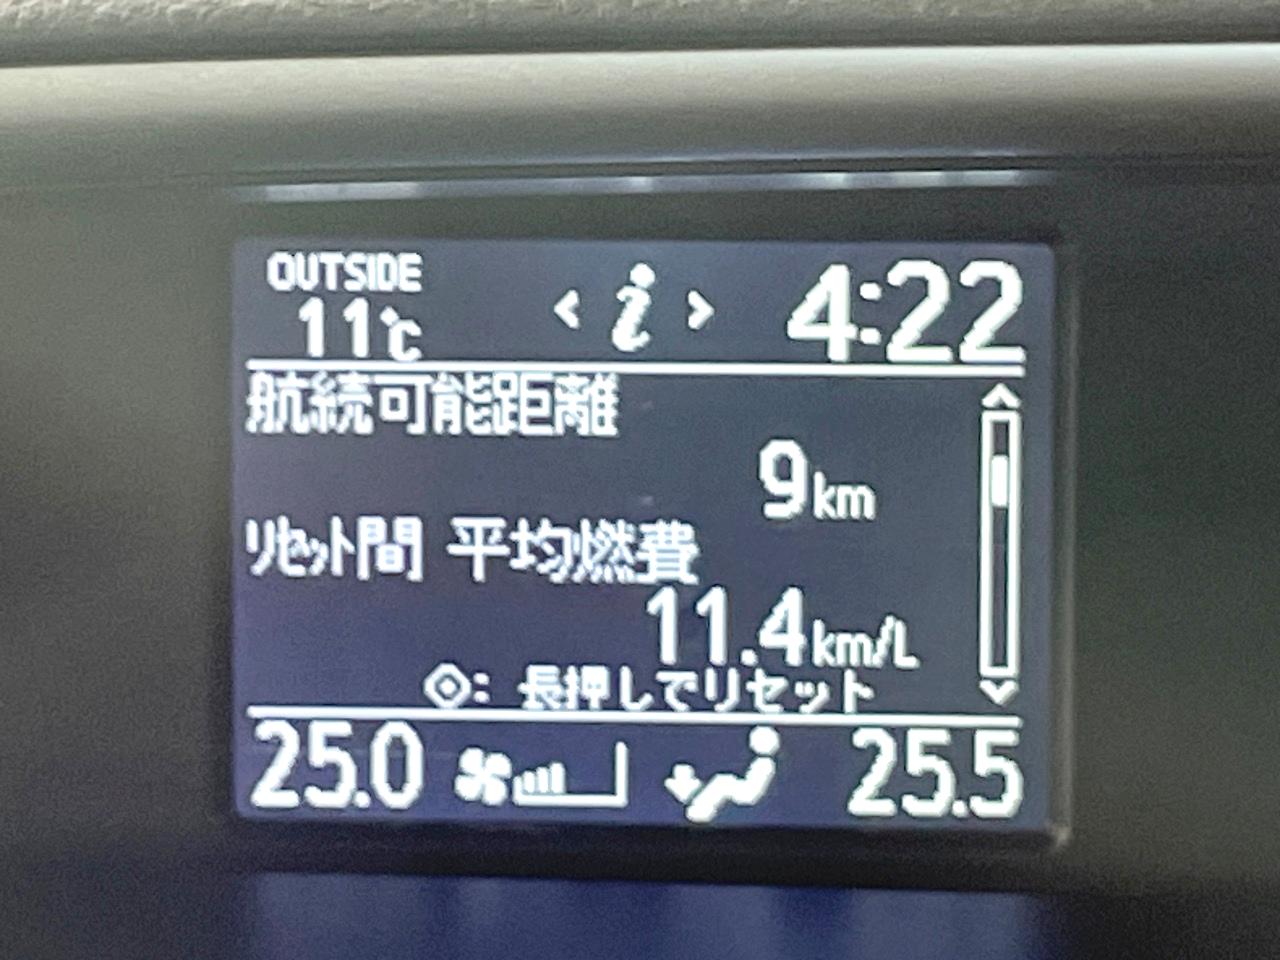 OUTSIDE
11℃
< i >
4:22
航続可能距離
9km
リセット間 平均燃費
11.4km/L
: 長押しでリセット
25.0
25.5